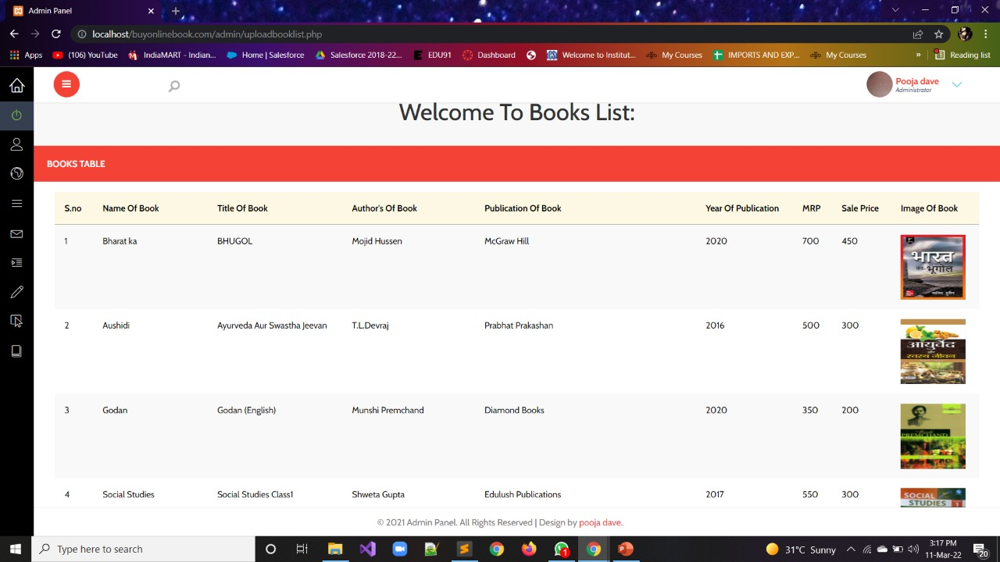 Admin Panel
localhost/buyonlinebook.com/admin/uploadbooklist.php
Apps (106) YouTube IndiaMART - Indian... Home | Salesforce Salesforce 2018-22... EDU91 Dashboard Welcome to Institut... My Courses IMPORTS AND EXP... My Courses » Reading list
Pooja dave
Administrator
Welcome To Books List:
BOOKS TABLE
S.no Name Of Book Title Of Book Author's Of Book Publication Of Book Year Of Publication MRP Sale Price Image Of Book
1 Bharat ka BHUGOL Mojid Hussen McGraw Hill 2020 700 450
भारत
का भूगोल
2 Aushidi Ayurveda Aur Swastha Jeevan T.L.Devraj Prabhat Prakashan 2016 500 300
आयुर्वेद
और
स्वस्थ जीवन
3 Godan Godan (English) Munshi Premchand Diamond Books 2020 350 200
PREMCHAND
4 Social Studies Social Studies Class1 Shweta Gupta Edulush Publications 2017 550 300
SOCIAL
STUDIES 1
© 2021 Admin Panel. All Rights Reserved | Design by pooja dave.
Type here to search
1
31°C Sunny
3:17 PM
11-Mar-22
20